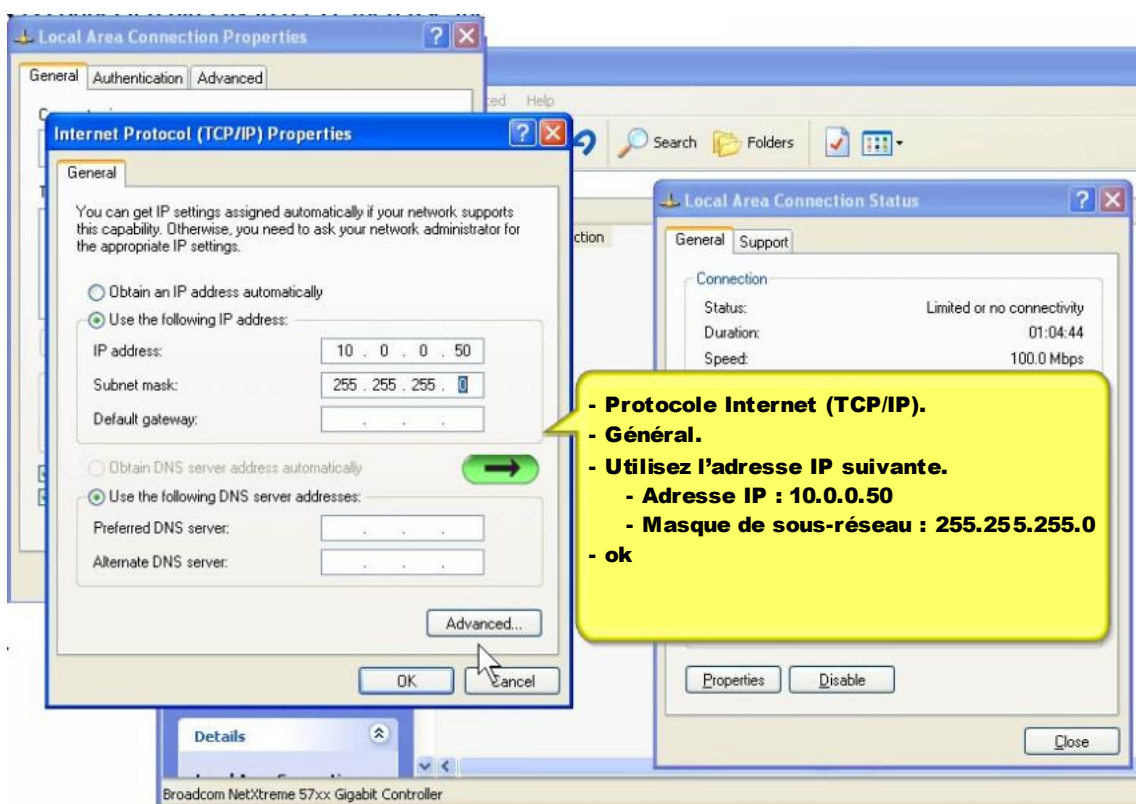 Local Area Connection Properties
General Authentication Advanced
Internet Protocol (TCP/IP) Properties
General
You can get IP settings assigned automatically if your network supports
this capability. Otherwise, you need to ask your network administrator for
the appropriate IP settings.
Obtain an IP address automatically
Use the following IP address:
IP address: 10 . 0 . 0 . 50
Subnet mask: 255 . 255 . 255 . 0
Default gateway: . . .
Obtain DNS server address automatically
Use the following DNS server addresses:
Preferred DNS server: . . .
Alternate DNS server: . . .
Advanced...
OK Cancel
Help
Search Folders
Local Area Connection Status
General Support
Connection
Status: Limited or no connectivity
Duration: 01:04:44
Speed: 100.0 Mbps
- Protocole Internet (TCP/IP).
- Général.
- Utilisez l’adresse IP suivante.
- Adresse IP : 10.0.0.50
- Masque de sous-réseau : 255.255.255.0
- ok
Properties Disable
Close
Details
Broadcom NetXtreme 57xx Gigabit Controller